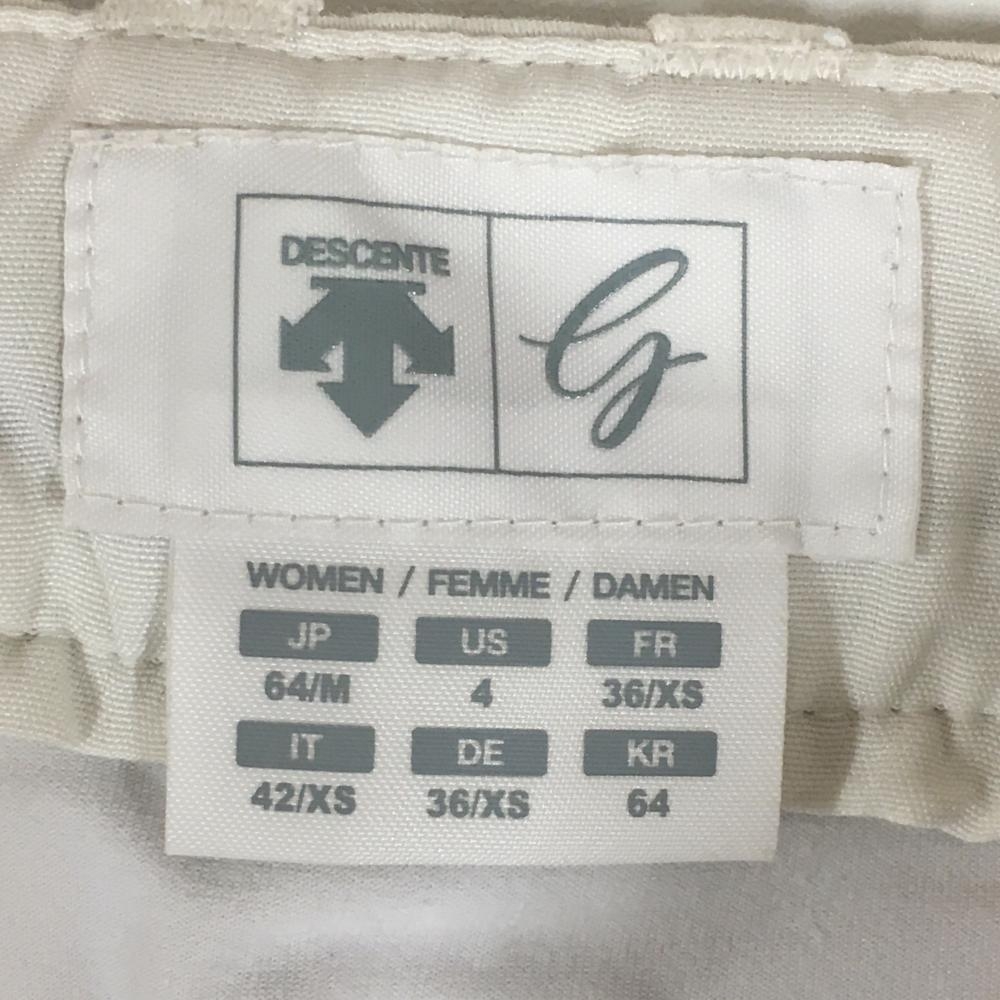 DESCENTE
G
WOMEN / FEMME / DAMEN
JP US FR
64/M 4 36/XS
IT DE KR
42/XS 36/XS 64